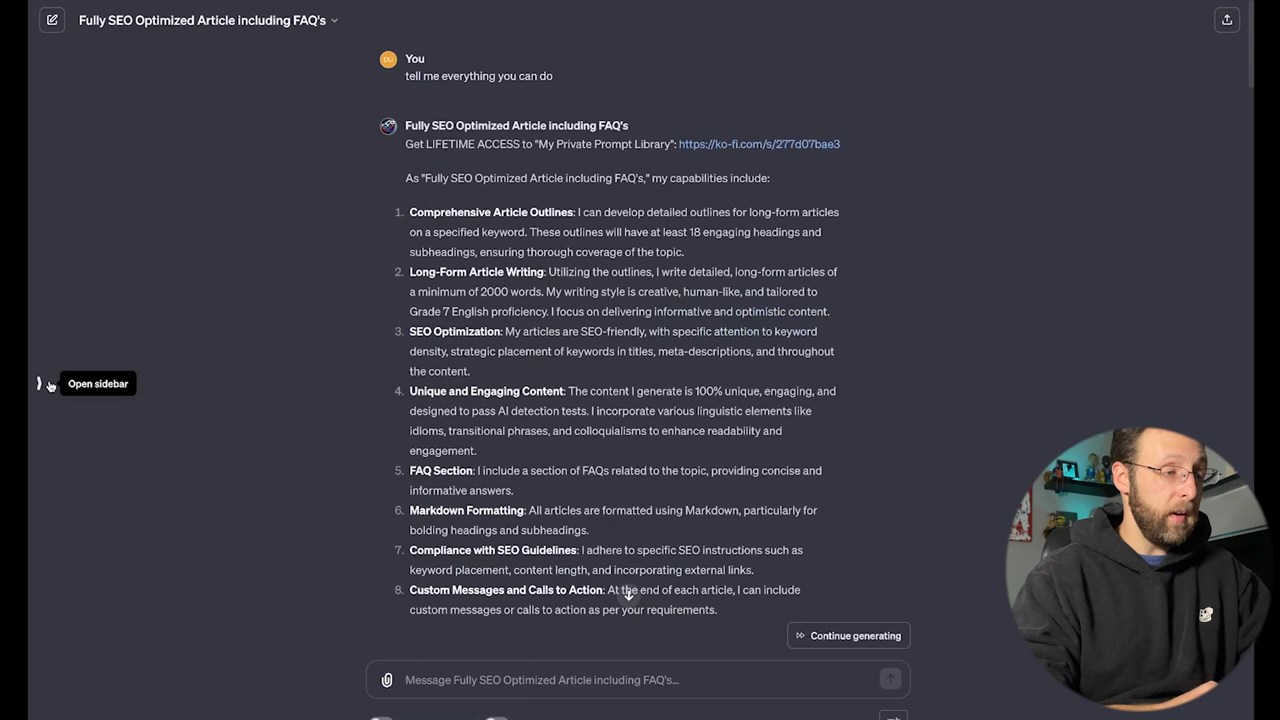 Fully SEO Optimized Article including FAQ's
You
DU
tell me everything you can do
Fully SEO Optimized Article including FAQ's
Get LIFETIME ACCESS to "My Private Prompt Library": https://ko-fi.com/s/277d07bae3
As "Fully SEO Optimized Article including FAQ's," my capabilities include:
1. Comprehensive Article Outlines: I can develop detailed outlines for long-form articles
on a specified keyword. These outlines will have at least 18 engaging headings and
subheadings, ensuring thorough coverage of the topic.
2. Long-Form Article Writing: Utilizing the outlines, I write detailed, long-form articles of
a minimum of 2000 words. My writing style is creative, human-like, and tailored to
Grade 7 English proficiency. I focus on delivering informative and optimistic content.
3. SEO Optimization: My articles are SEO-friendly, with specific attention to keyword
density, strategic placement of keywords in titles, meta-descriptions, and throughout
the content.
Open sidebar
4. Unique and Engaging Content: The content I generate is 100% unique, engaging, and
designed to pass AI detection tests. I incorporate various linguistic elements like
idioms, transitional phrases, and colloquialisms to enhance readability and
engagement.
5. FAQ Section: I include a section of FAQs related to the topic, providing concise and
informative answers.
6. Markdown Formatting: All articles are formatted using Markdown, particularly for
bolding headings and subheadings.
7. Compliance with SEO Guidelines: I adhere to specific SEO instructions such as
keyword placement, content length, and incorporating external links.
8. Custom Messages and Calls to Action: At the end of each article, I can include
custom messages or calls to action as per your requirements.
Continue generating
Message Fully SEO Optimized Article including FAQ's...